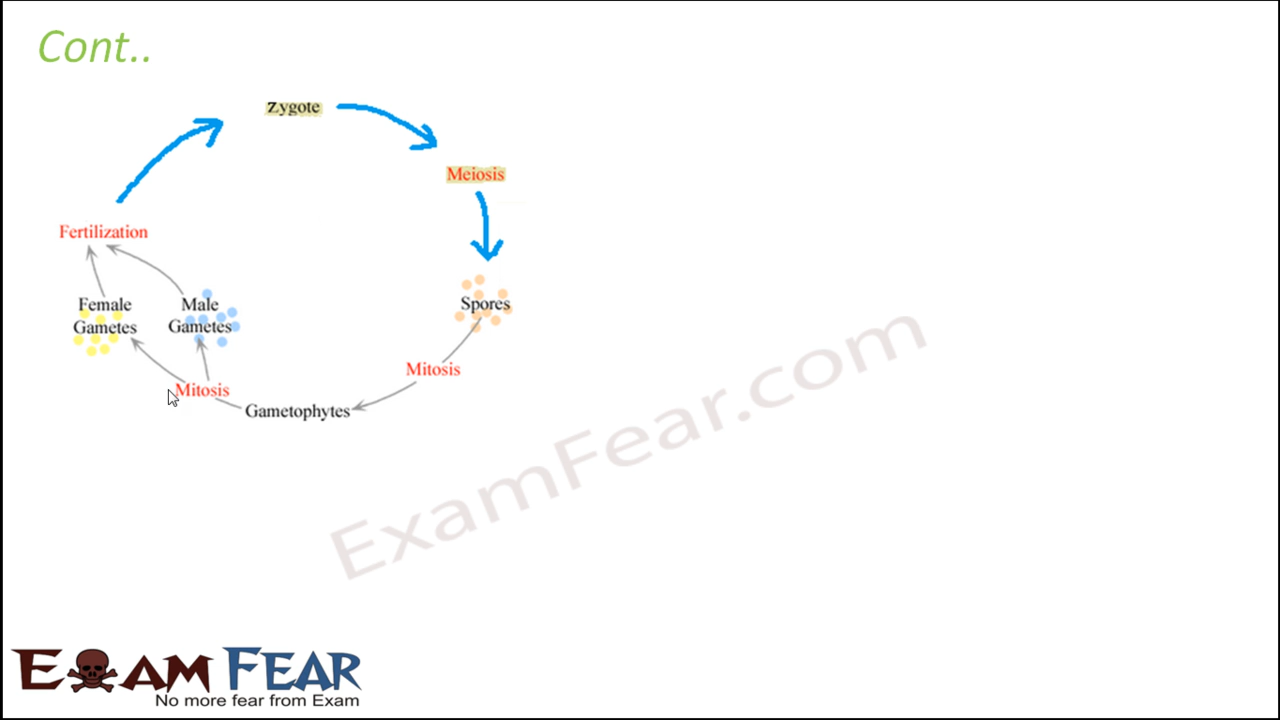 Cont..
Zygote
Meiosis
Fertilization
Female
Gametes
Male
Gametes
Spores
Mitosis
Mitosis
Gametophytes
ExamFear.com
EXAM FEAR
No more fear from Exam